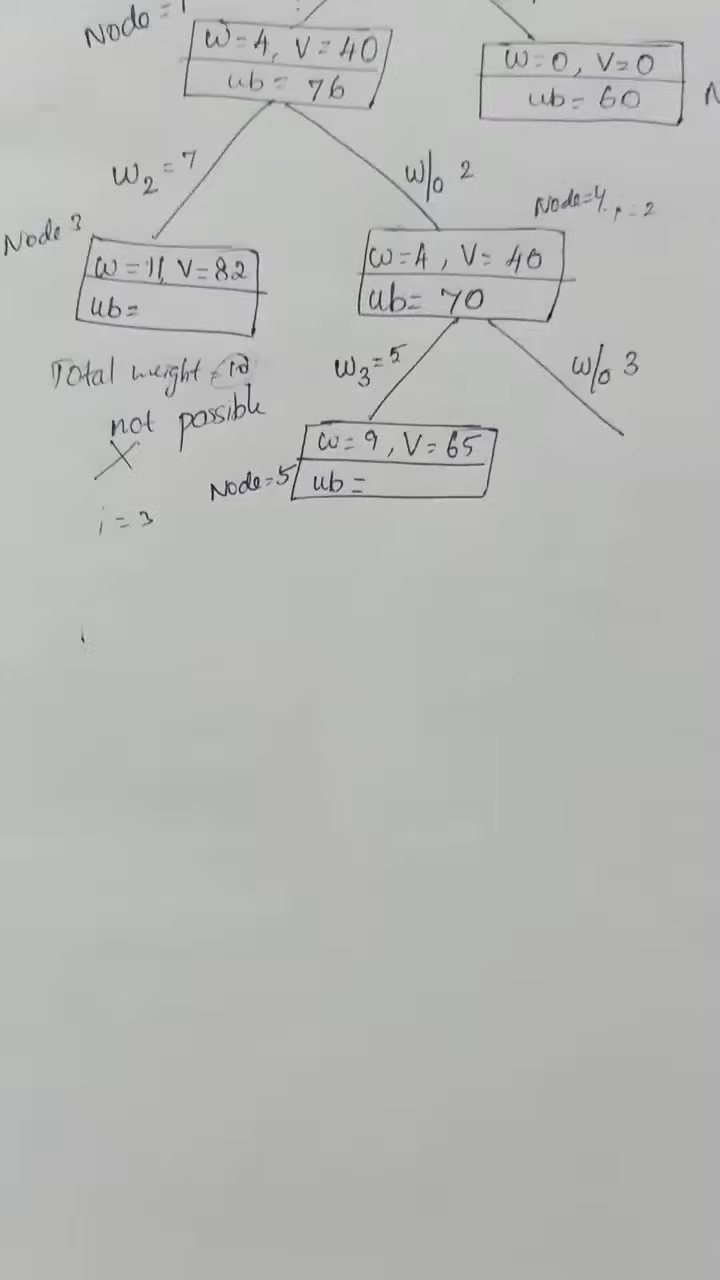 Node = 1
W=4, V=40
ub= 76
W=0, V=0
ub= 60
N
W2 = 7
w/o 2
Node 3
Node=4
i=2
W=11, V=82
ub=
W=4, V=40
ub= 70
Total weight = 10
not possible
X
i=3
W3=5
w/o 3
W=9, V=65
ub=
Node=5